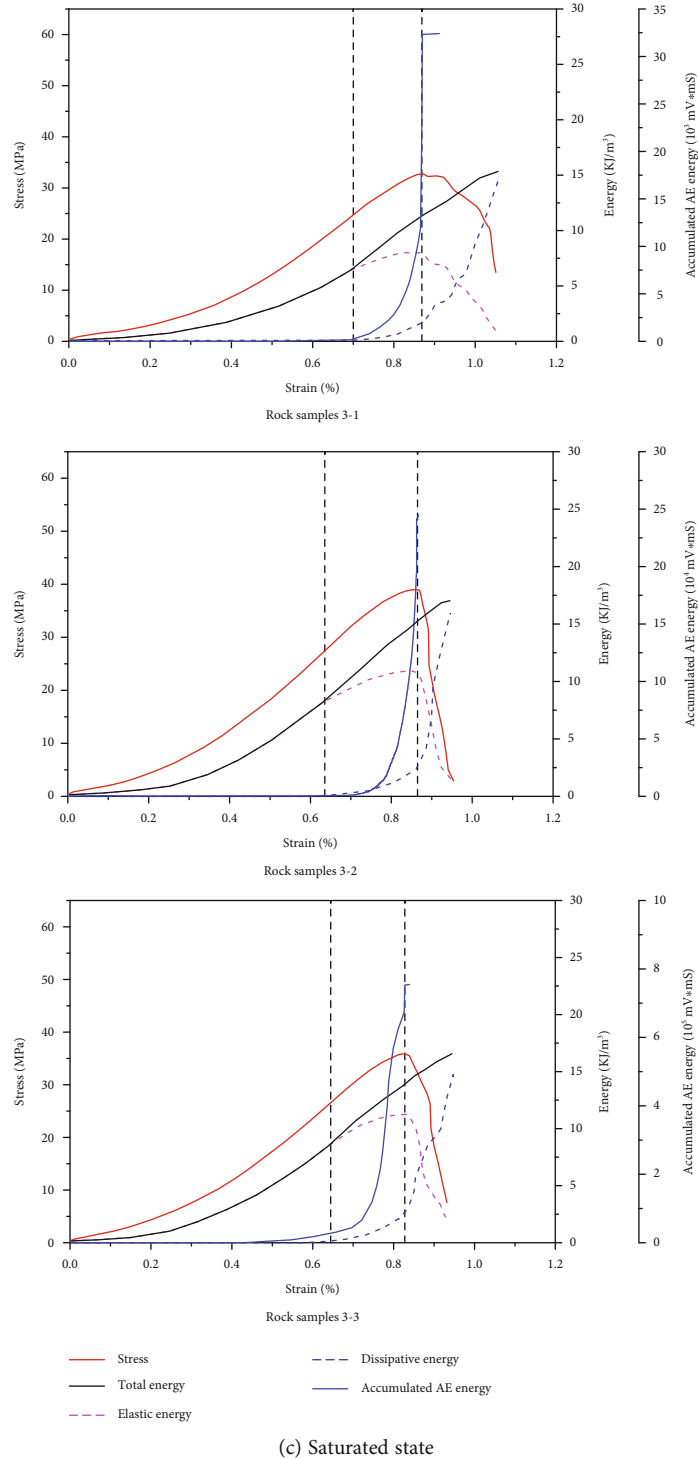 60
50
40
30
20
10
0
Stress (MPa)
30
25
20
15
10
5
0
Energy (KJ/m³)
35
30
25
20
15
10
5
0
Accumulated AE energy (10³ mV*mS)
0.0 0.2 0.4 0.6 0.8 1.0 1.2
Strain (%)
Rock samples 3-1
60
50
40
30
20
10
0
Stress (MPa)
30
25
20
15
10
5
0
Energy (KJ/m³)
30
25
20
15
10
5
0
Accumulated AE energy (10⁴ mV*mS)
0.0 0.2 0.4 0.6 0.8 1.0 1.2
Strain (%)
Rock samples 3-2
60
50
40
30
20
10
0
Stress (MPa)
30
25
20
15
10
5
0
Energy (KJ/m³)
10
8
6
4
2
0
Accumulated AE energy (10⁵ mV*mS)
0.0 0.2 0.4 0.6 0.8 1.0 1.2
Strain (%)
Rock samples 3-3
Stress
Total energy
Elastic energy
Dissipative energy
Accumulated AE energy
(c) Saturated state